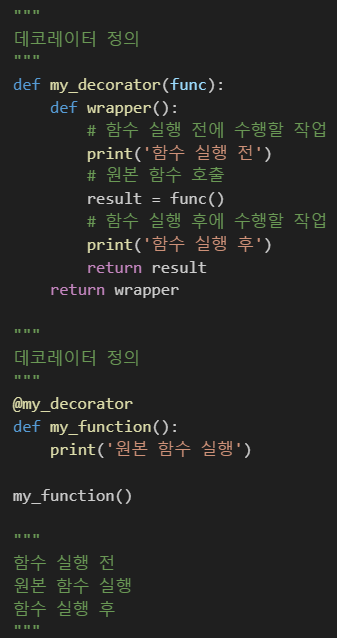 """
데코레이터 정의
"""
def my_decorator(func):
    def wrapper():
        # 함수 실행 전에 수행할 작업
        print('함수 실행 전')
        # 원본 함수 호출
        result = func()
        # 함수 실행 후에 수행할 작업
        print('함수 실행 후')
        return result
    return wrapper

"""
데코레이터 정의
"""
@my_decorator
def my_function():
    print('원본 함수 실행')

my_function()

"""
함수 실행 전
원본 함수 실행
함수 실행 후
"""